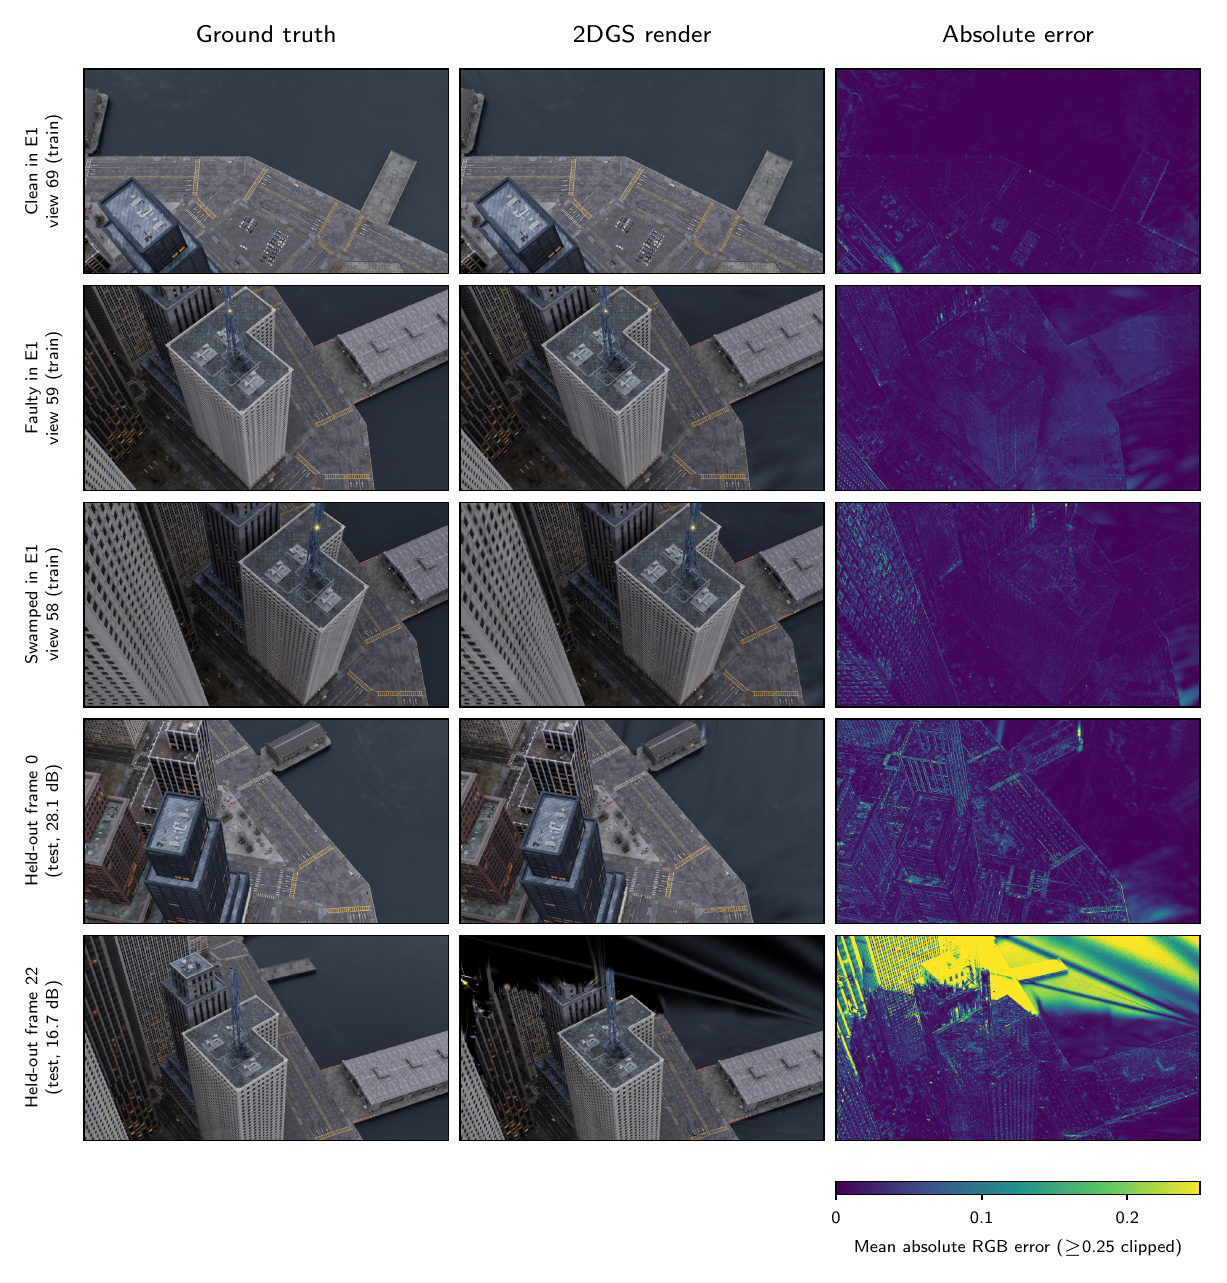 Ground truth
2DGS render
Absolute error
Clean in E1
view 69 (train)
Faulty in E1
view 59 (train)
Swamped in E1
view 58 (train)
Held-out frame 0
(test, 28.1 dB)
Held-out frame 22
(test, 16.7 dB)
0
0.1
0.2
Mean absolute RGB error (≥0.25 clipped)